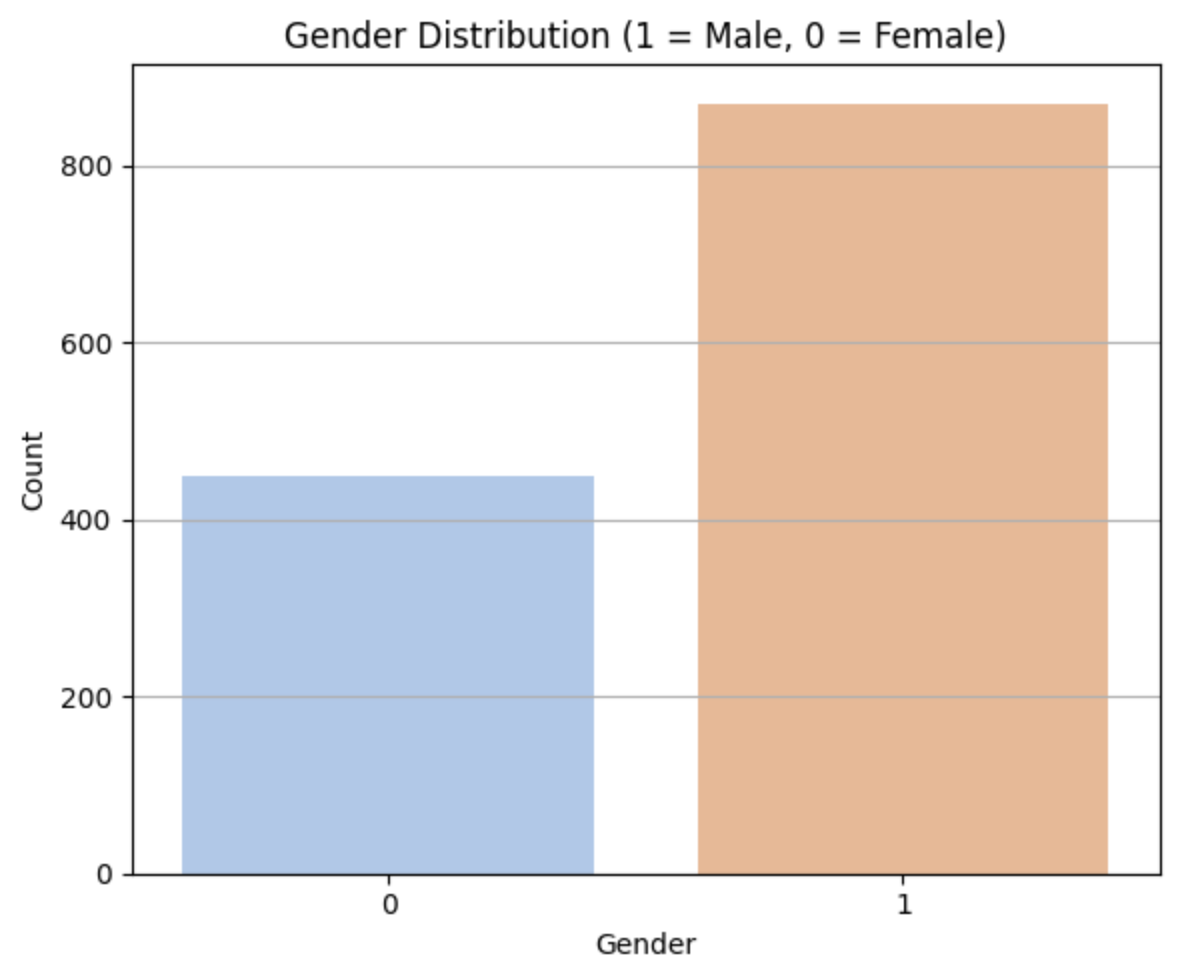 Gender Distribution (1 = Male, 0 = Female)
Count
800
600
400
200
0
0 1
Gender